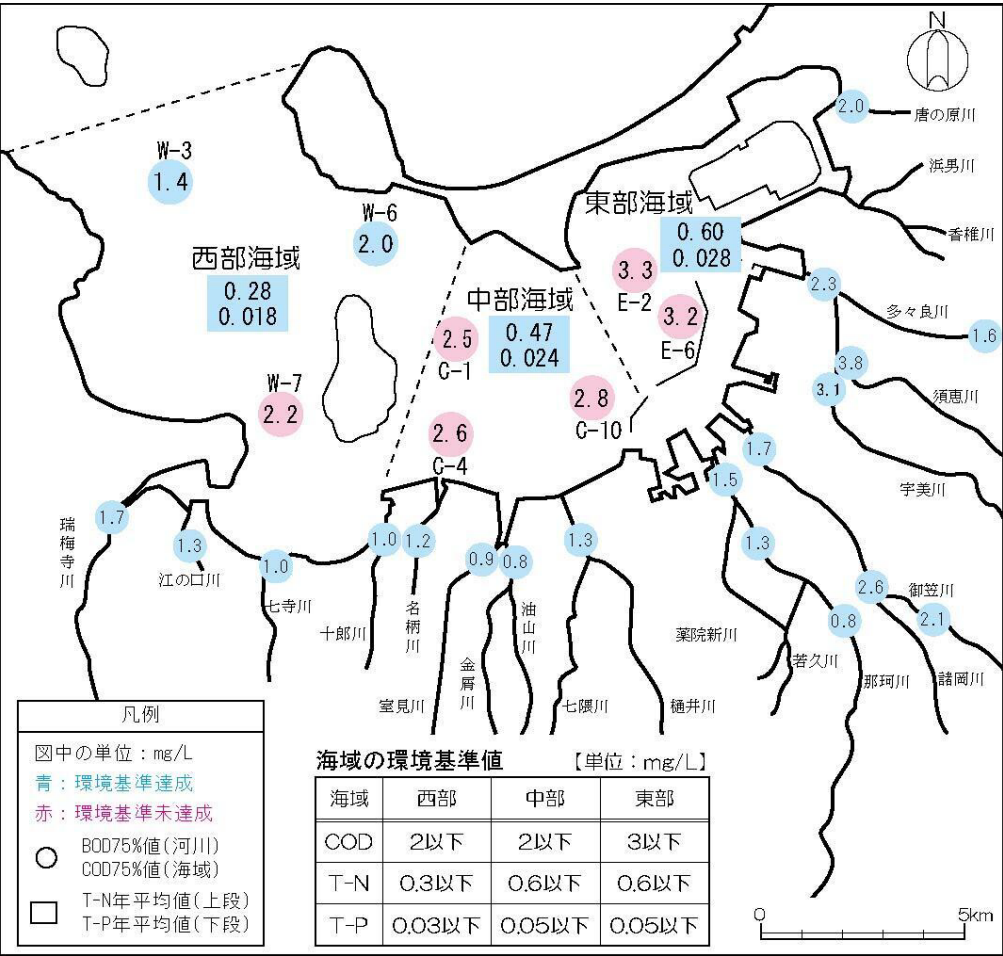 N
2.0
唐の原川
浜男川
香椎川
W-3
1.4
W-6
2.0
東部海域
0.60
0.028
3.3
E-2
3.2
E-6
西部海域
0.28
0.018
中部海域
0.47
0.024
2.5
C-1
2.3
多々良川
1.6
3.8
3.1
須恵川
宇美川
W-7
2.2
2.8
C-10
2.6
C-4
1.7
1.5
1.7
瑞梅寺川
1.3
江の口川
1.0
七寺川
1.0
十郎川
1.2
名柄川
0.9
0.8
室見川
金屑川
油山川
1.3
七隈川
樋井川
1.3
薬院新川
若久川
0.8
那珂川
2.6
御笠川
2.1
諸岡川
凡例
図中の単位：mg/L
青：環境基準達成
赤：環境基準未達成
BOD75%値(河川)
COD75%値(海域)
T-N年平均値(上段)
T-P年平均値(下段)
海域の環境基準値 【単位：mg/L】
海域 西部 中部 東部
COD 2以下 2以下 3以下
T-N 0.3以下 0.6以下 0.6以下
T-P 0.03以下 0.05以下 0.05以下
0 5km